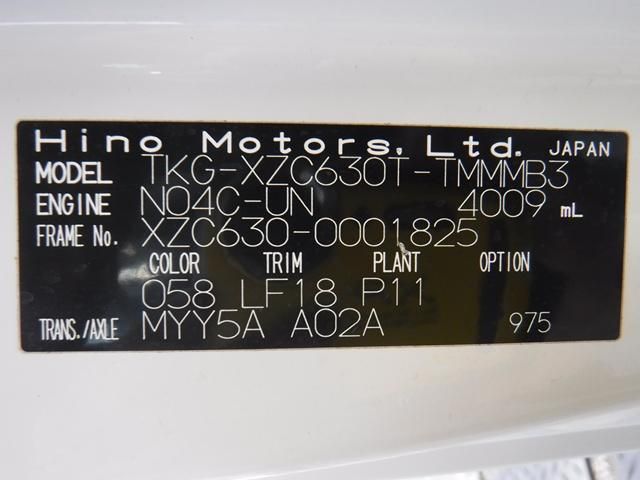 Hino Motors, Ltd. JAPAN
MODEL TKG-XZC630T-TMMMB3
ENGINE N04C-UN 4009 mL
FRAME No. XZC630-0001825
COLOR TRIM PLANT OPTION
058 LF18 P11
TRANS./AXLE MYY5A A02A 975